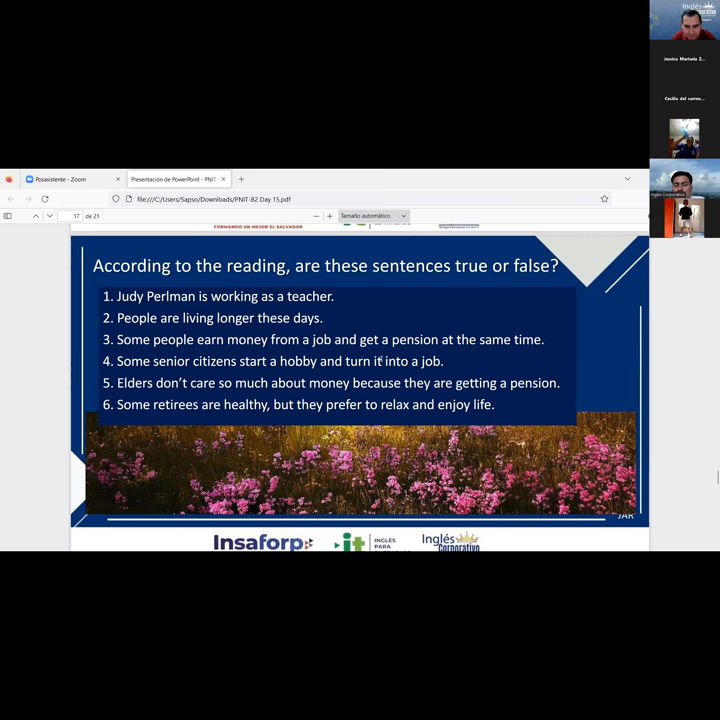 Inglés
Corporativo
Jessica Marisela Z...
Cecilia del carme...
Inglés Corporativo
Posasistente - Zoom
Presentación de PowerPoint - PNIT
file:///C:/Users/Sapso/Downloads/PNIT-B2 Day 15.pdf
17 de 21
Tamaño automático
FORMANDO UN MEJOR EL SALVADOR
According to the reading, are these sentences true or false?
1. Judy Perlman is working as a teacher.
2. People are living longer these days.
3. Some people earn money from a job and get a pension at the same time.
4. Some senior citizens start a hobby and turn it into a job.
5. Elders don't care so much about money because they are getting a pension.
6. Some retirees are healthy, but they prefer to relax and enjoy life.
JAR
Insaforp
it
INGLÉS
PARA
Inglés
Corporativo